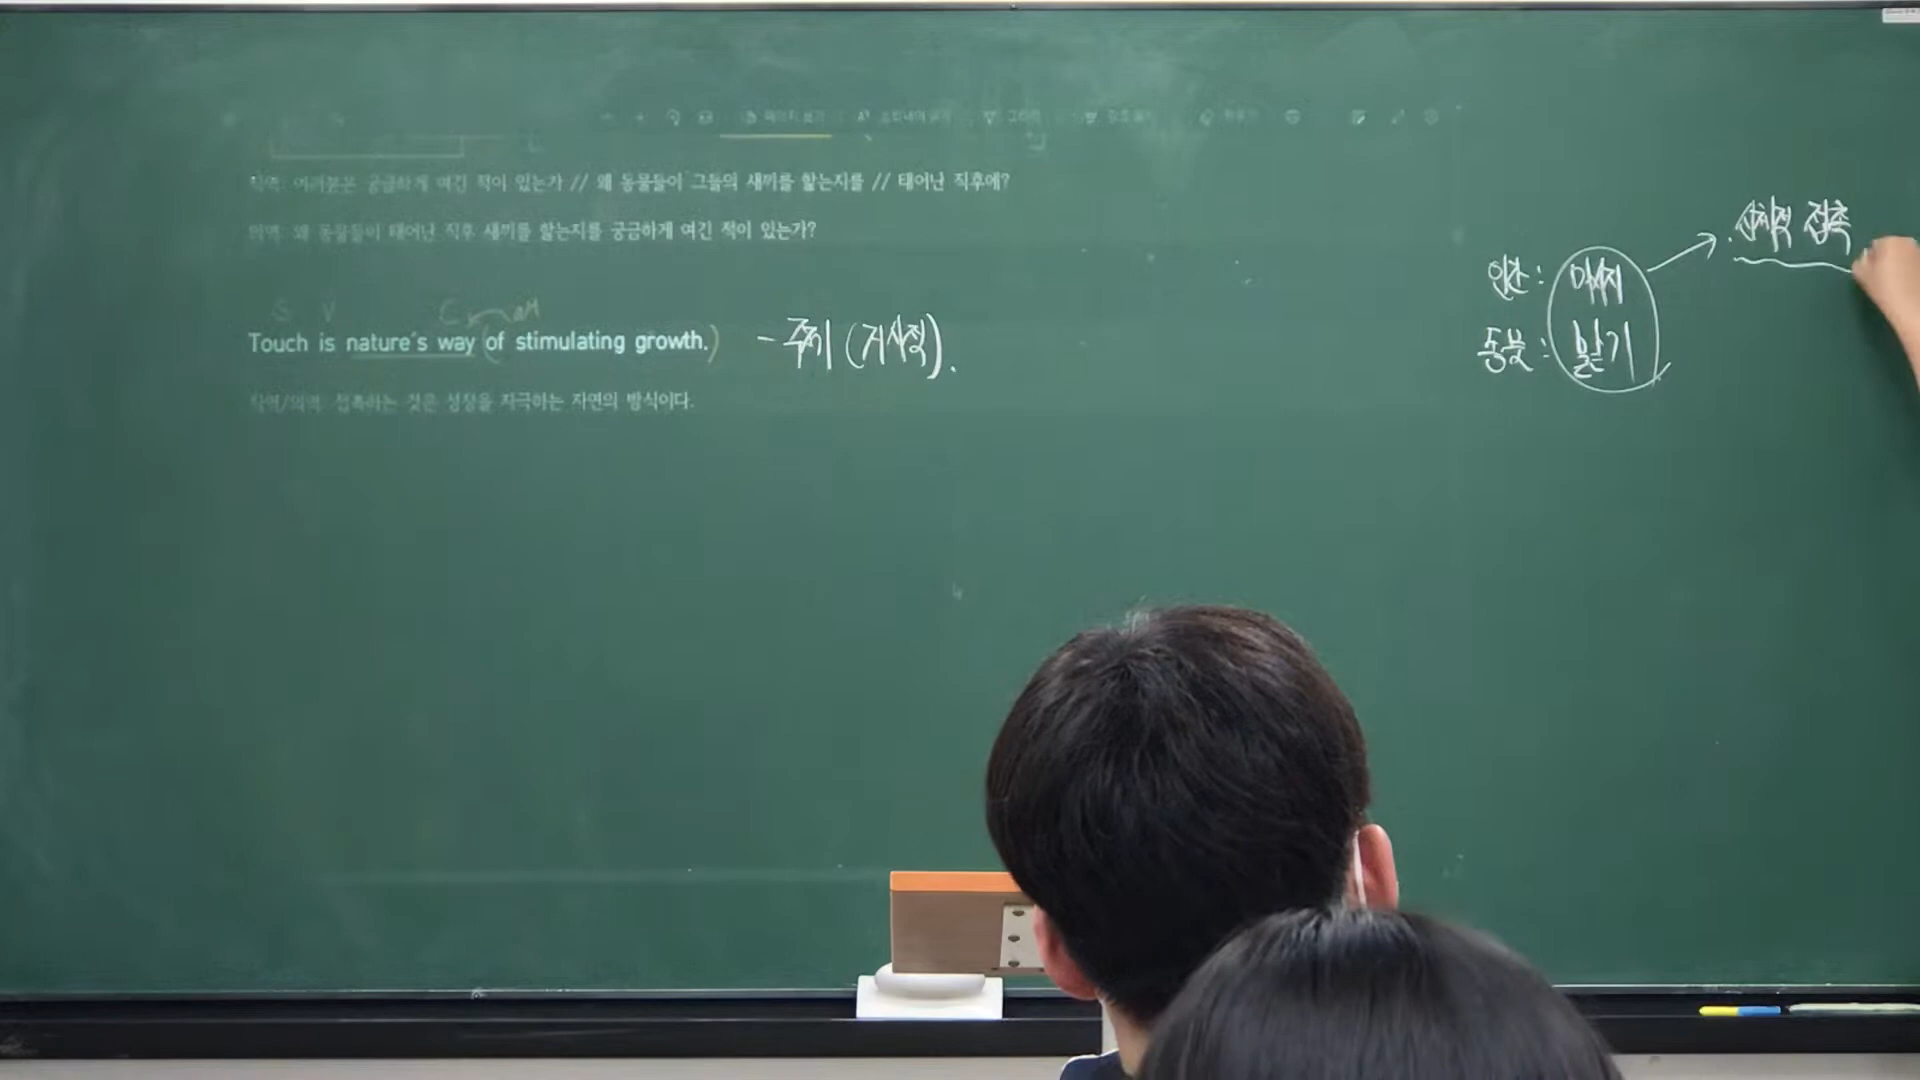 직역: 여러분은 궁금하게 여긴 적이 있는가 // 왜 동물들이 그들의 새끼를 핥는지를 // 태어난 직후에?
의역: 왜 동물들이 태어난 직후 새끼를 핥는지를 궁금하게 여긴 적이 있는가?
S V C
Touch is nature's way (of stimulating growth.) - 주제 (지시적).
직역/의역: 접촉하는 것은 성장을 자극하는 자연의 방식이다.
신체적 접촉
인간: 마사지
동물: 핥기